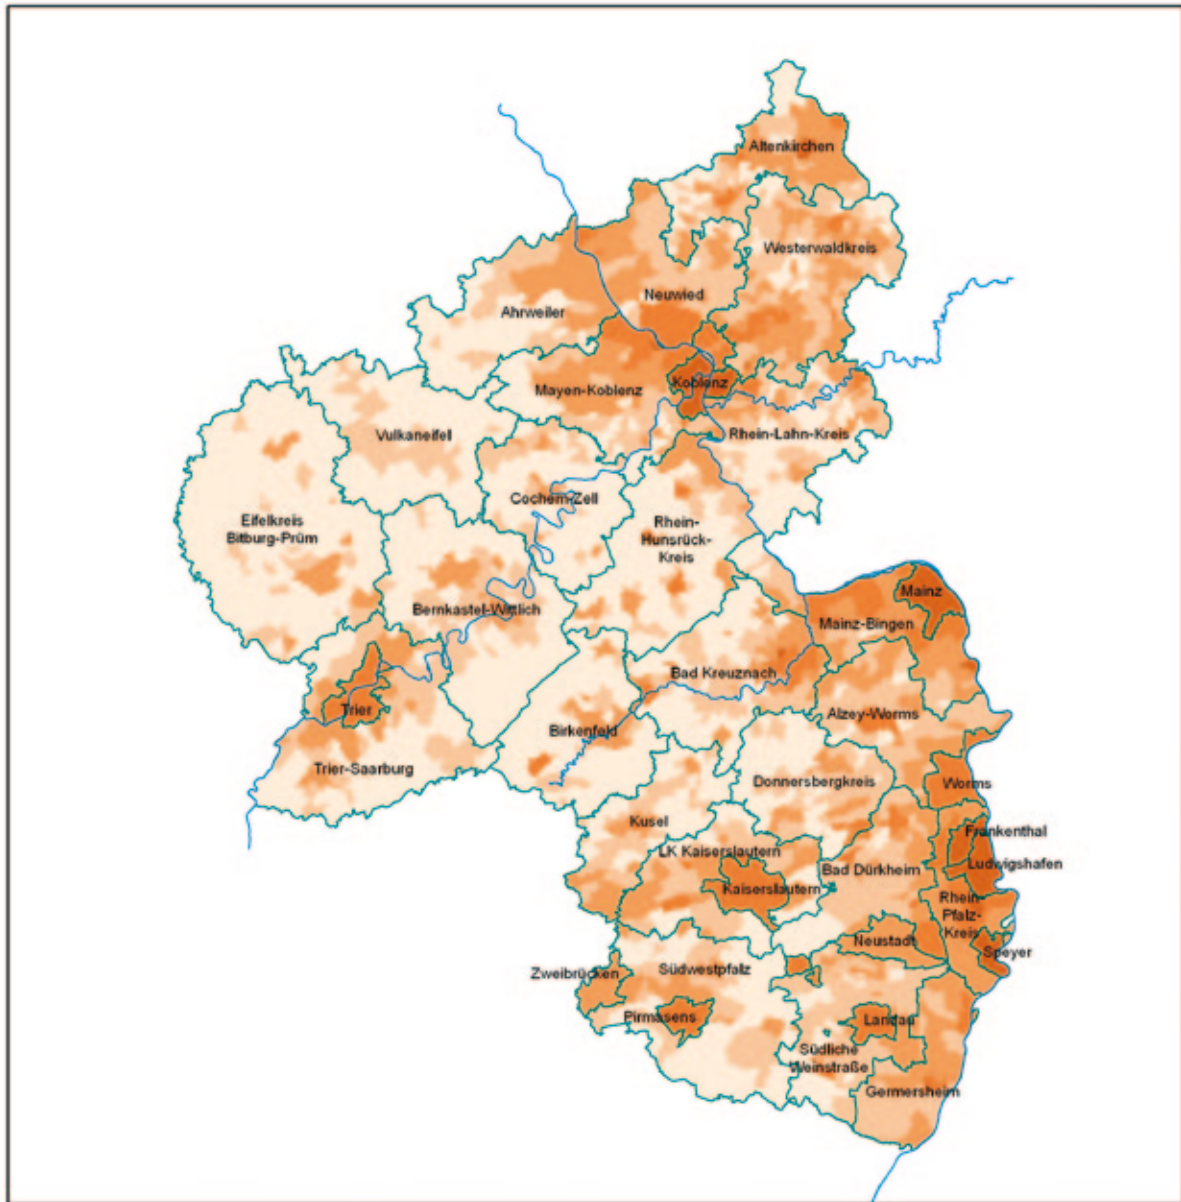 Altenkirchen
Westerwaldkreis
Neuwied
Ahrweiler
Koblenz
Mayen-Koblenz
Rhein-Lahn-Kreis
Vulkaneifel
Cochem-Zell
Eifelkreis
Bitburg-Prüm
Rhein-
Hunsrück-
Kreis
Mainz
Bernkastel-Wittlich
Mainz-Bingen
Bad Kreuznach
Trier
Alzey-Worms
Birkenfeld
Trier-Saarburg
Donnersbergkreis
Worms
Kusel
Frankenthal
LK Kaiserslautern
Ludwigshafen
Bad Dürkheim
Kaiserslautern
Rhein-
Pfalz-
Kreis
Neustadt
Speyer
Zweibrücken
Südwestpfalz
Pirmasens
Landau
Südliche
Weinstraße
Germersheim